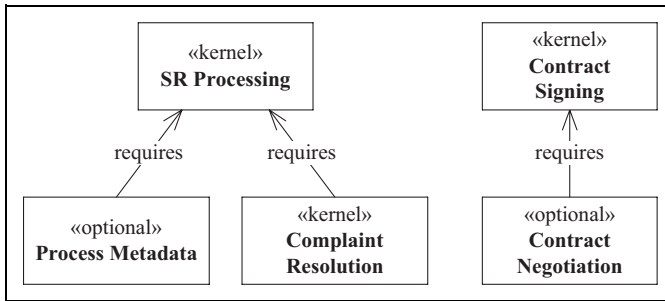 «kernel»
SR Processing
«kernel»
Contract
Signing
requires
requires
requires
«optional»
Process Metadata
«kernel»
Complaint
Resolution
«optional»
Contract
Negotiation